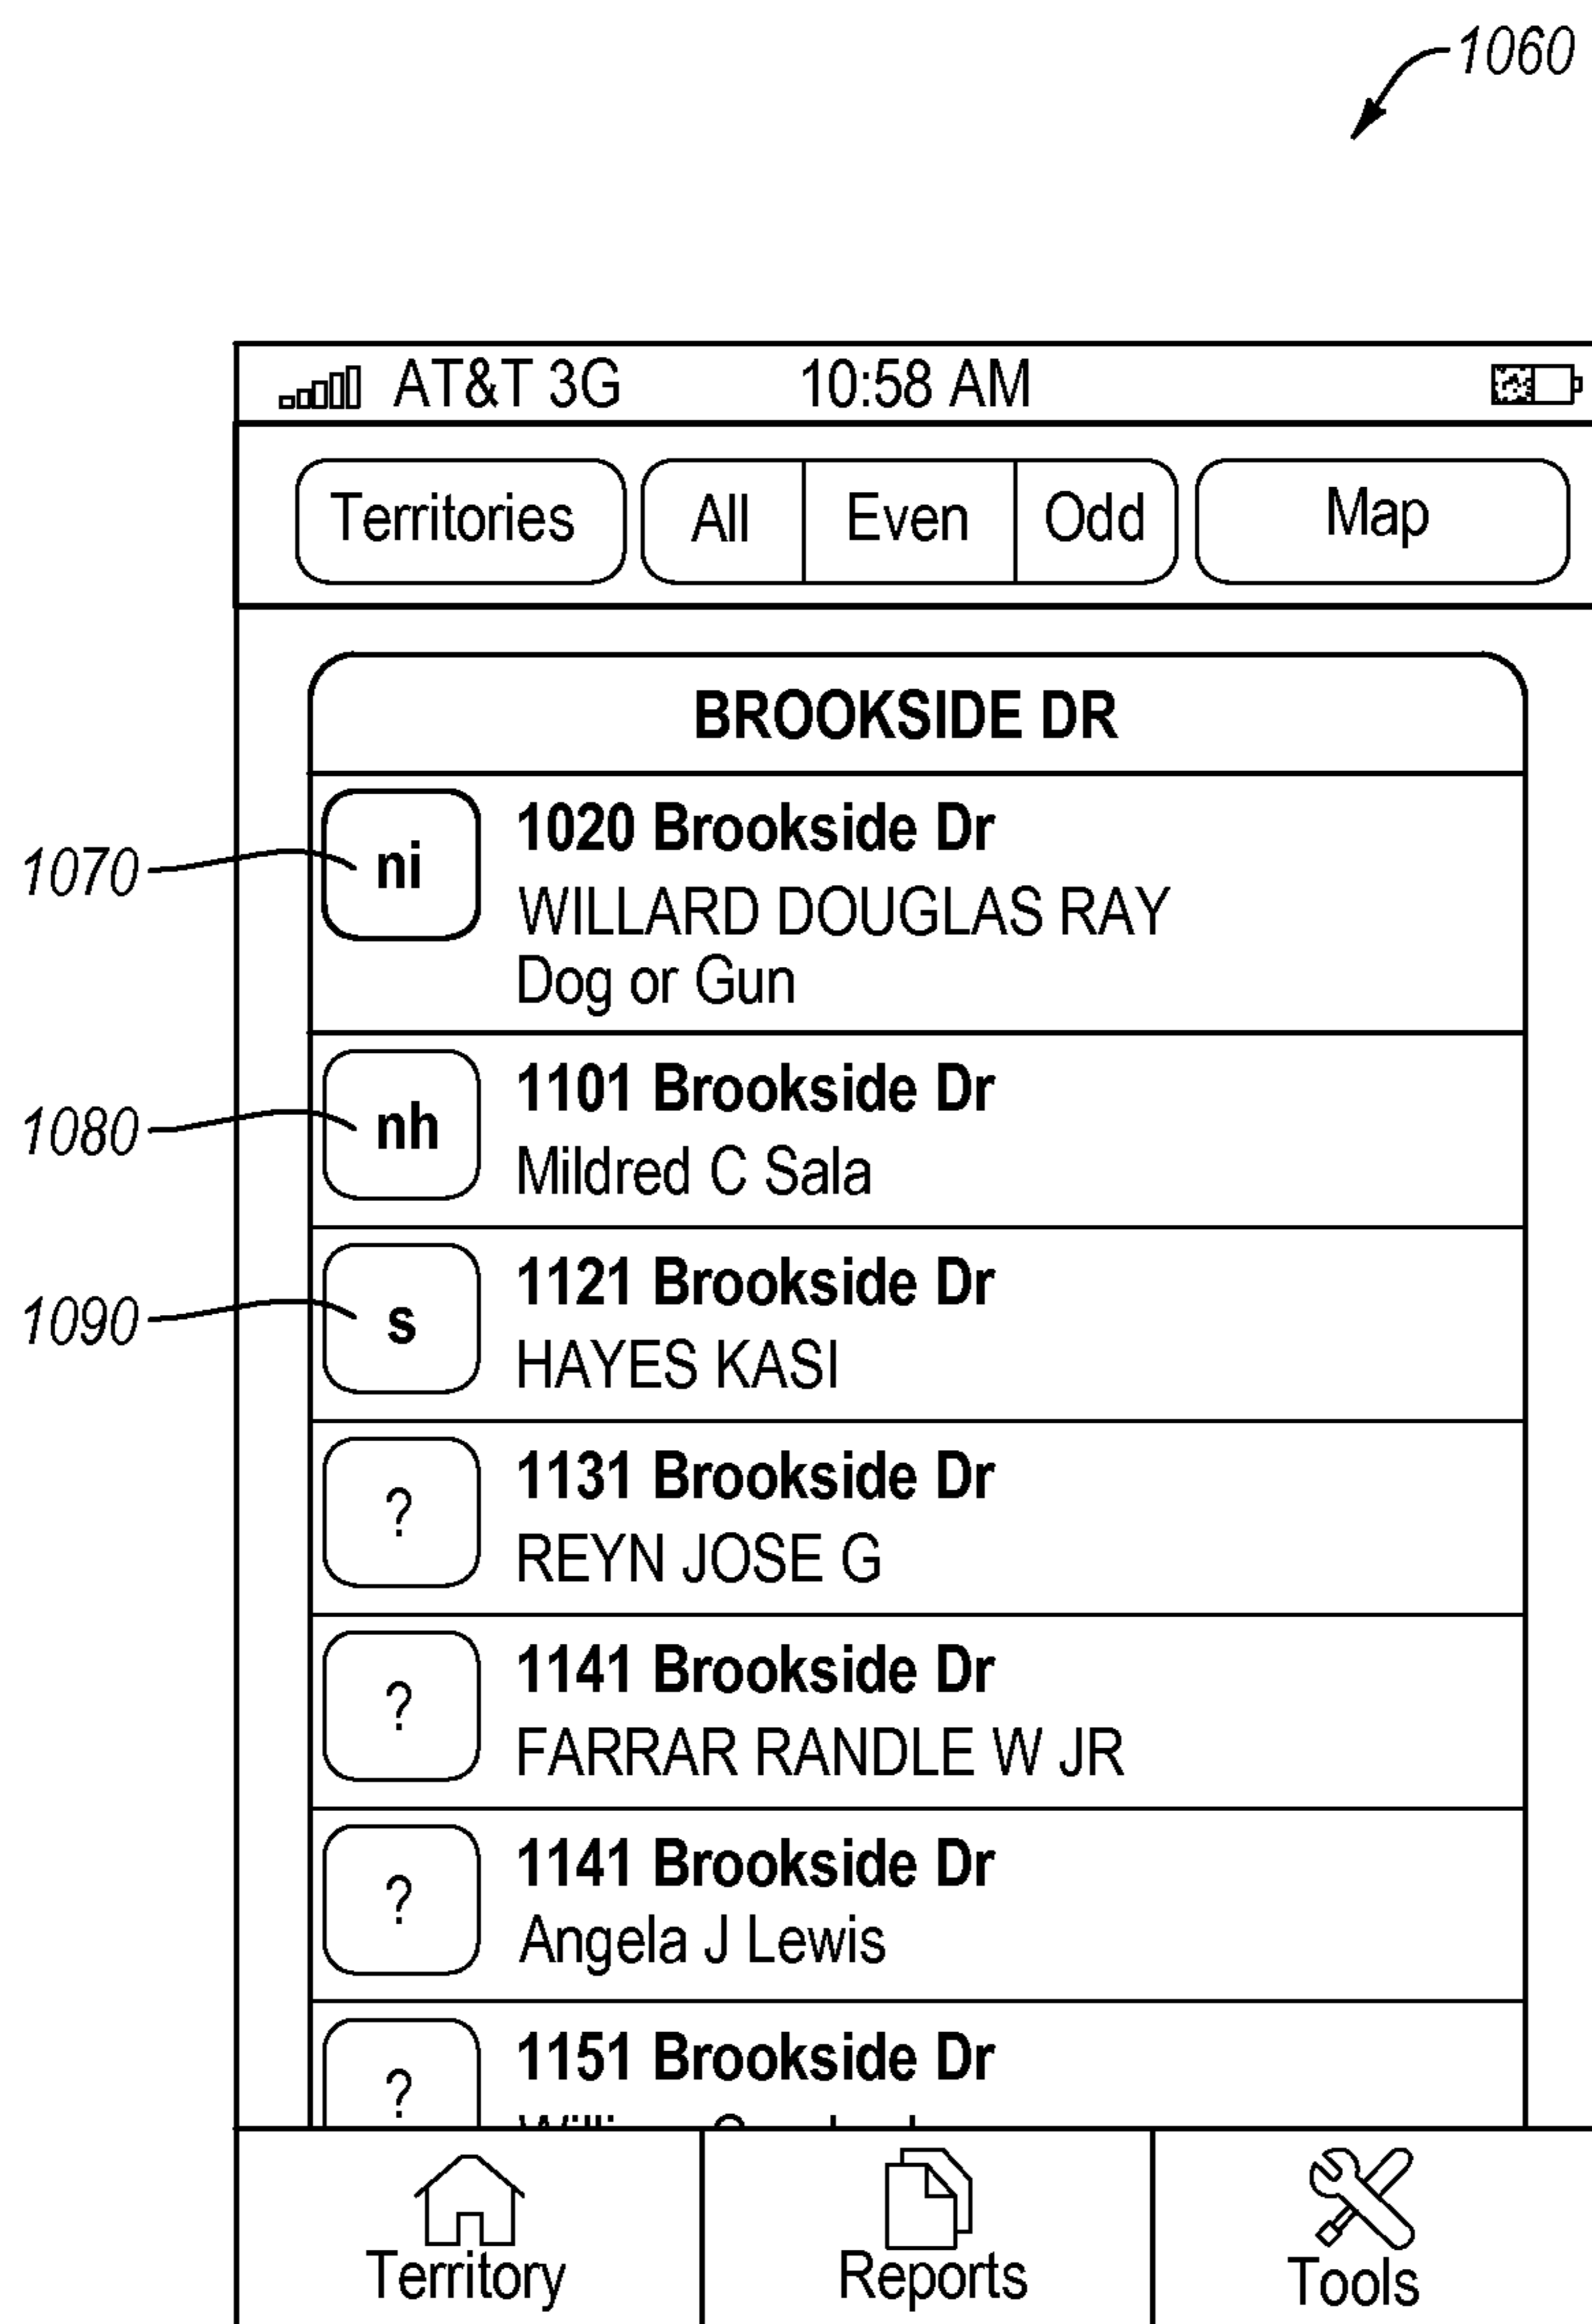 1060
AT&T 3G 10:58 AM
Territories All Even Odd Map
BROOKSIDE DR
1070 ni 1020 Brookside Dr
WILLARD DOUGLAS RAY
Dog or Gun
1080 nh 1101 Brookside Dr
Mildred C Sala
1090 s 1121 Brookside Dr
HAYES KASI
? 1131 Brookside Dr
REYN JOSE G
? 1141 Brookside Dr
FARRAR RANDLE W JR
? 1141 Brookside Dr
Angela J Lewis
? 1151 Brookside Dr
Territory Reports Tools